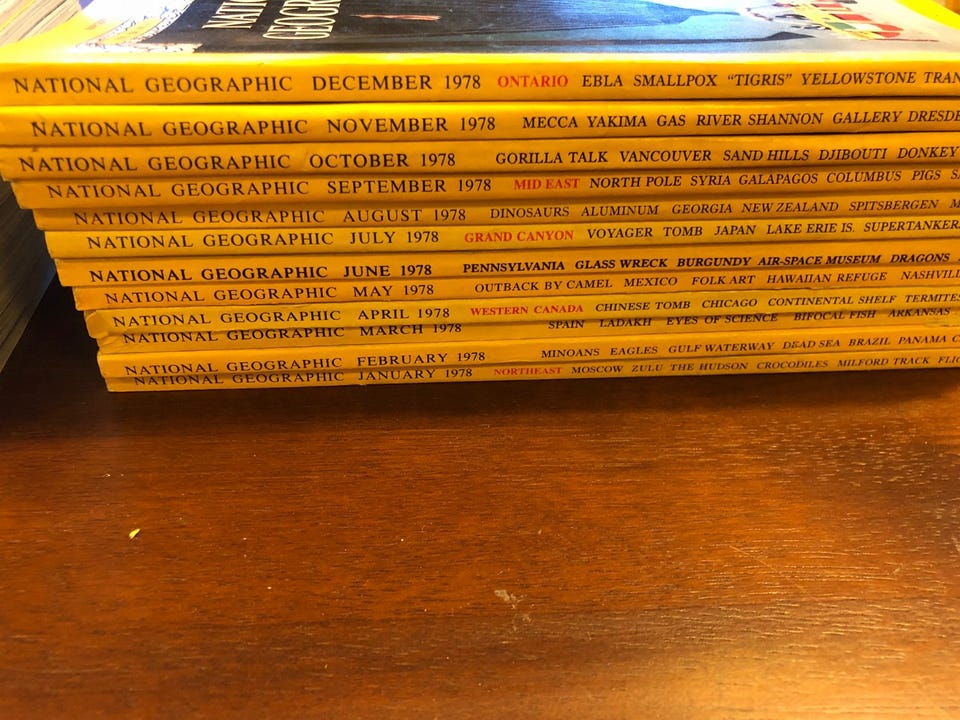 NATIONAL GEOGRAPHIC DECEMBER 1978 ONTARIO EBLA SMALLPOX “TIGRIS” YELLOWSTONE
NATIONAL GEOGRAPHIC NOVEMBER 1978 MECCA YAKIMA GAS RIVER SHANNON GALLERY DRESDE
NATIONAL GEOGRAPHIC OCTOBER 1978 GORILLA TALK VANCOUVER SAND HILLS DJIBOUTI DONKEY
NATIONAL GEOGRAPHIC SEPTEMBER 1978 MID EAST NORTH POLE SYRIA GALAPAGOS COLUMBUS PIGS
NATIONAL GEOGRAPHIC AUGUST 1978 DINOSAURS ALUMINUM GEORGIA NEW ZEALAND SPITSBERGEN
NATIONAL GEOGRAPHIC JULY 1978 GRAND CANYON VOYAGER TOMB JAPAN LAKE ERIE IS. SUPERTANKERS
NATIONAL GEOGRAPHIC JUNE 1978 PENNSYLVANIA GLASS WRECK BURGUNDY AIR-SPACE MUSEUM DRAGONS
NATIONAL GEOGRAPHIC MAY 1978 OUTBACK BY CAMEL MEXICO FOLK ART HAWAIIAN REFUGE NASHVILL
NATIONAL GEOGRAPHIC APRIL 1978 WESTERN CANADA CHINESE TOMB CHICAGO CONTINENTAL SHELF TERMITES
NATIONAL GEOGRAPHIC MARCH 1978 SPAIN LADAKH EYES OF SCIENCE BIFOCAL FISH ARKANSAS
NATIONAL GEOGRAPHIC FEBRUARY 1978 MINOANS EAGLES GULF WATERWAY DEAD SEA BRAZIL PANAMA C
NATIONAL GEOGRAPHIC JANUARY 1978 NORTHEAST MOSCOW ZULU THE HUDSON CROCODILES MILFORD TRACK